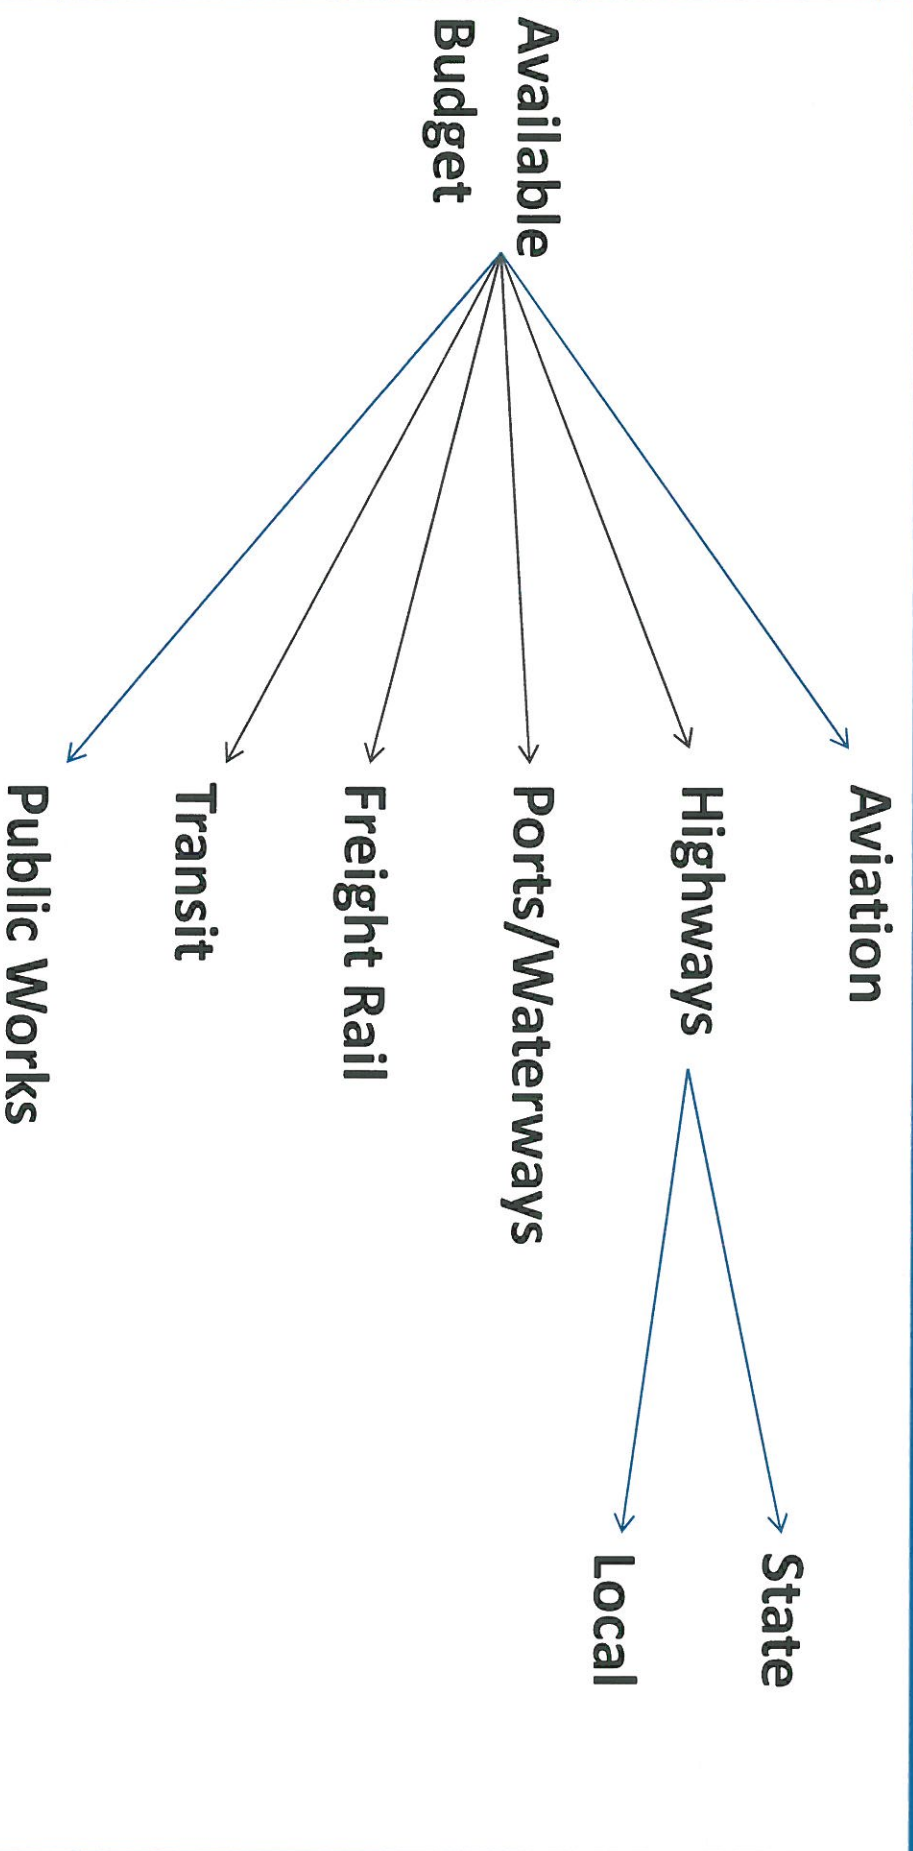 Available
Budget
Aviation
Highways
Ports/Waterways
Freight Rail
Transit
Public Works
State
Local